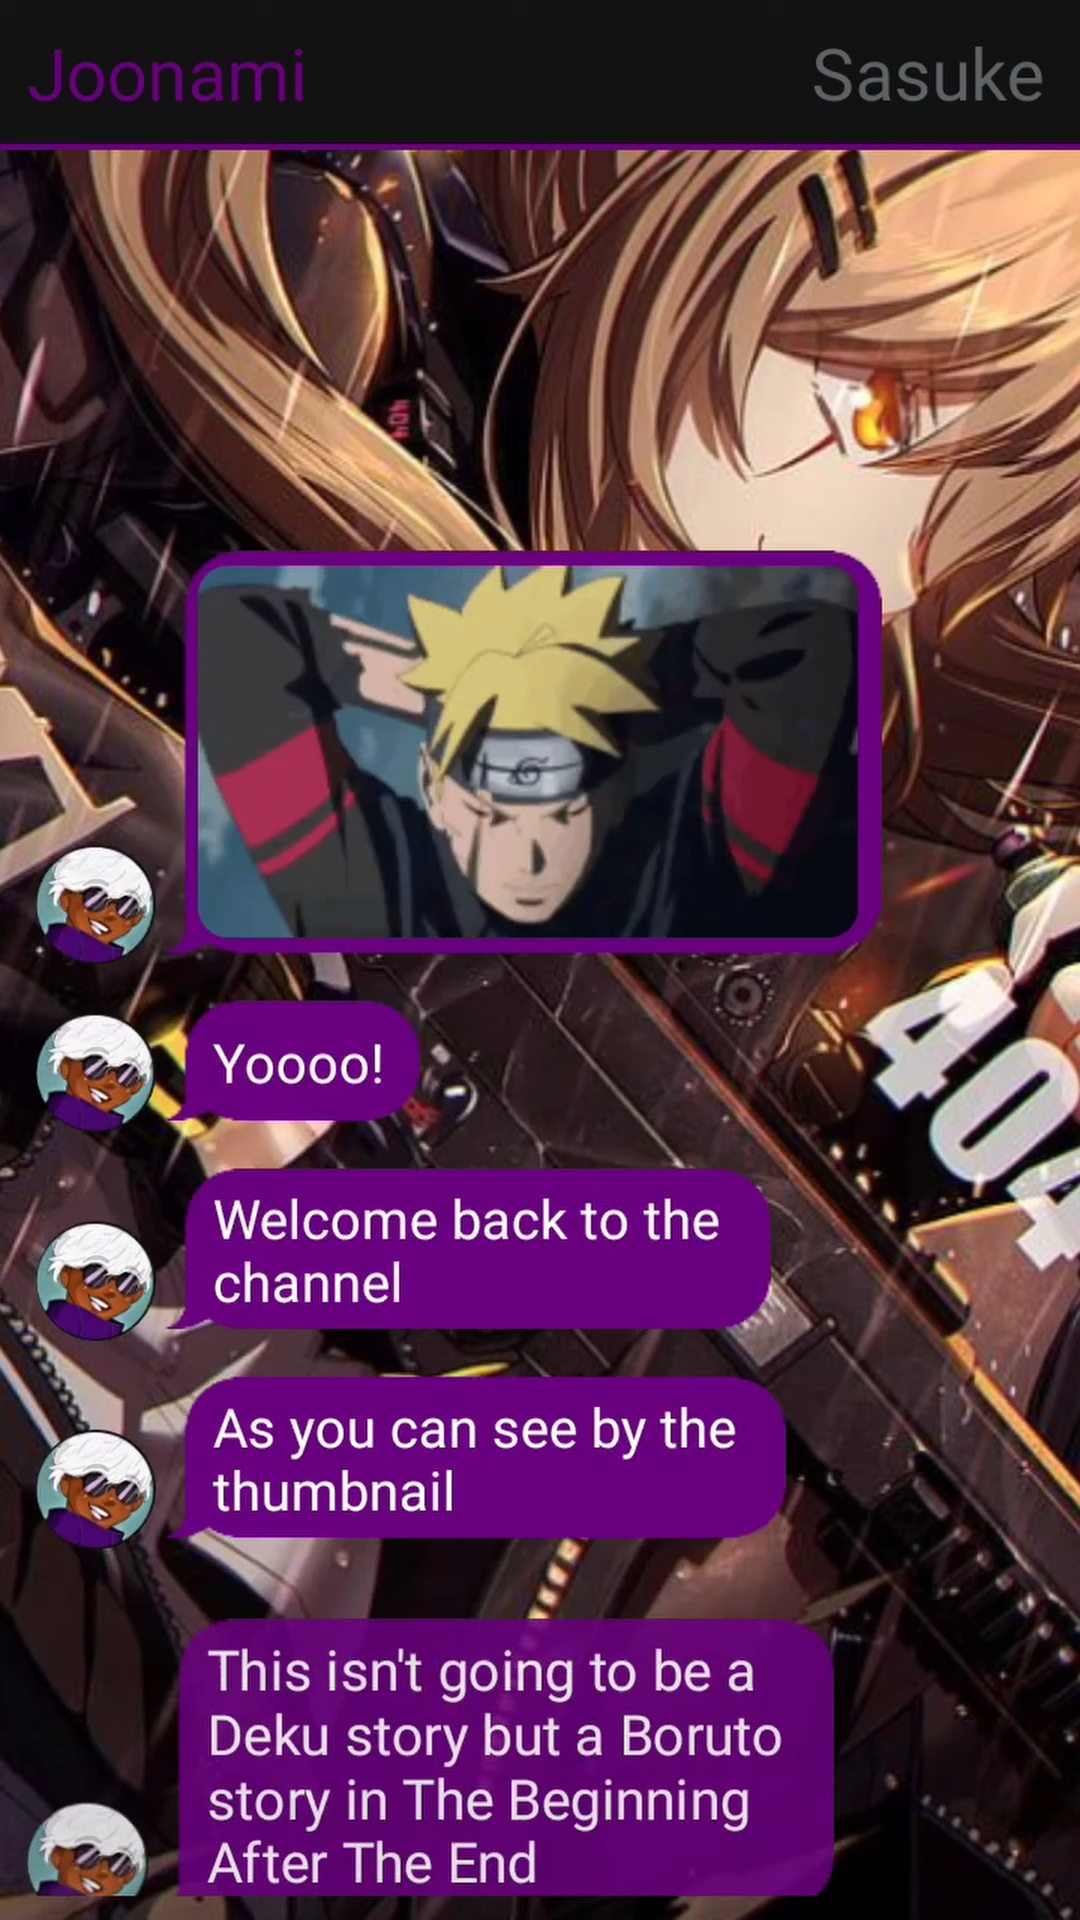 Joonami
Sasuke
404
Yoooo!
404
Welcome back to the
channel
As you can see by the
thumbnail
This isn't going to be a
Deku story but a Boruto
story in The Beginning
After The End